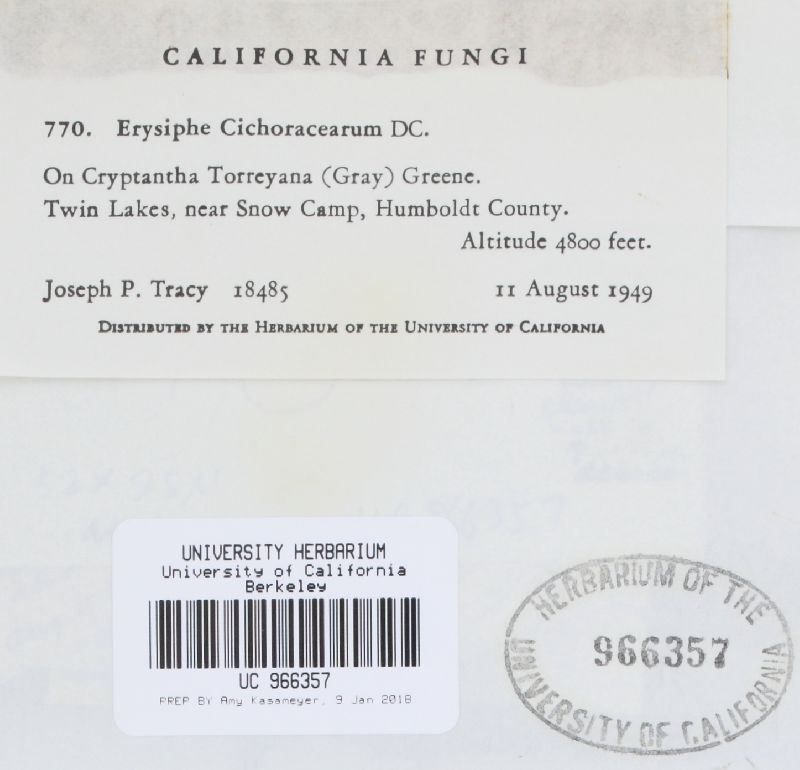 CALIFORNIA FUNGI
770. Erysiphe Cichoracearum DC.
On Cryptantha Torreyana (Gray) Greene.
Twin Lakes, near Snow Camp, Humboldt County.
Altitude 4800 feet.
Joseph P. Tracy 18485 11 August 1949
DISTRIBUTED BY THE HERBARIUM OF THE UNIVERSITY OF CALIFORNIA
UNIVERSITY HERBARIUM
University of California
Berkeley
UC 966357
PREP BY Amy Kasameyer, 9 Jan 2018
HERBARIUM OF THE
966357
UNIVERSITY OF CALIFORNIA